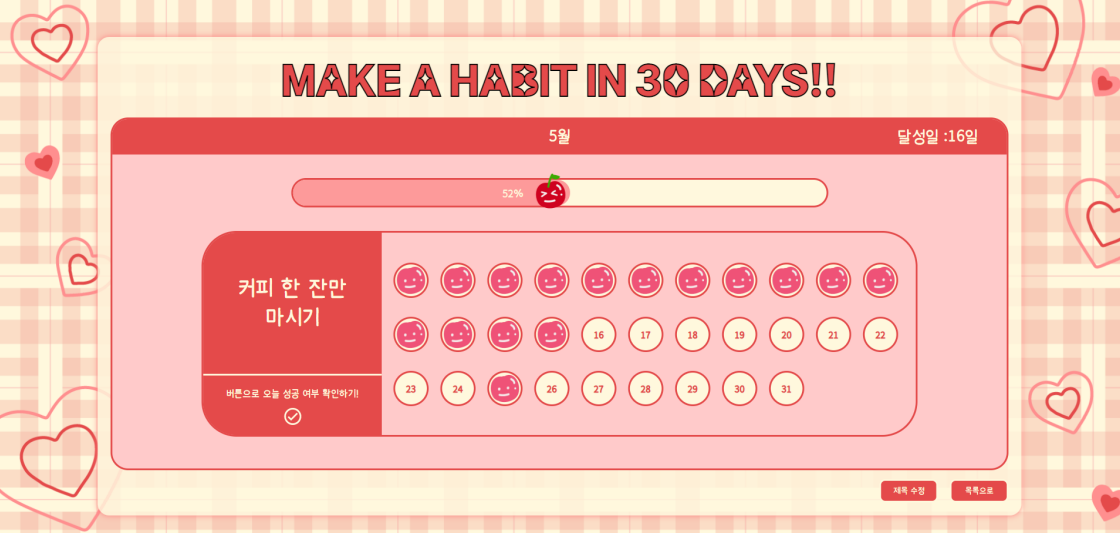 MAKE A HABIT IN 30 DAYS!!
5월
달성일 :16일
52%
커피 한 잔만
마시기
버튼으로 오늘 성공 여부 확인하기!
16 17 18 19 20 21 22
23 24 26 27 28 29 30 31
제목 수정
목록으로